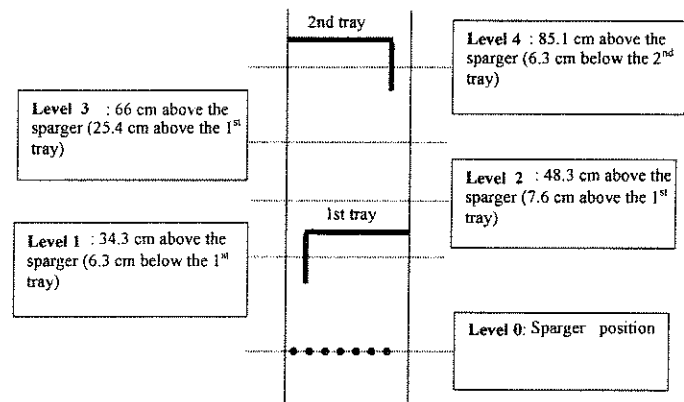 2nd tray
Level 4 : 85.1 cm above the
sparger (6.3 cm below the 2nd
tray)
Level 3 : 66 cm above the
sparger (25.4 cm above the 1st
tray)
Level 2 : 48.3 cm above the
sparger (7.6 cm above the 1st
tray)
1st tray
Level 1 : 34.3 cm above the
sparger (6.3 cm below the 1st
tray)
Level 0: Sparger position